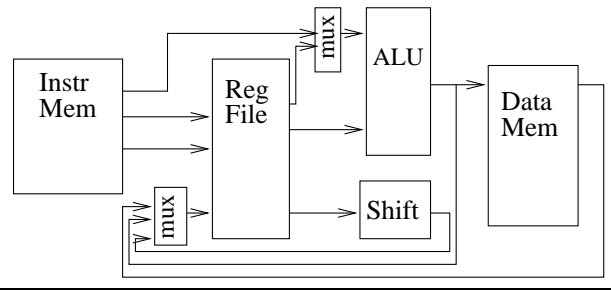 mux
ALU
Instr
Mem
Reg
File
Data
Mem
mux
Shift